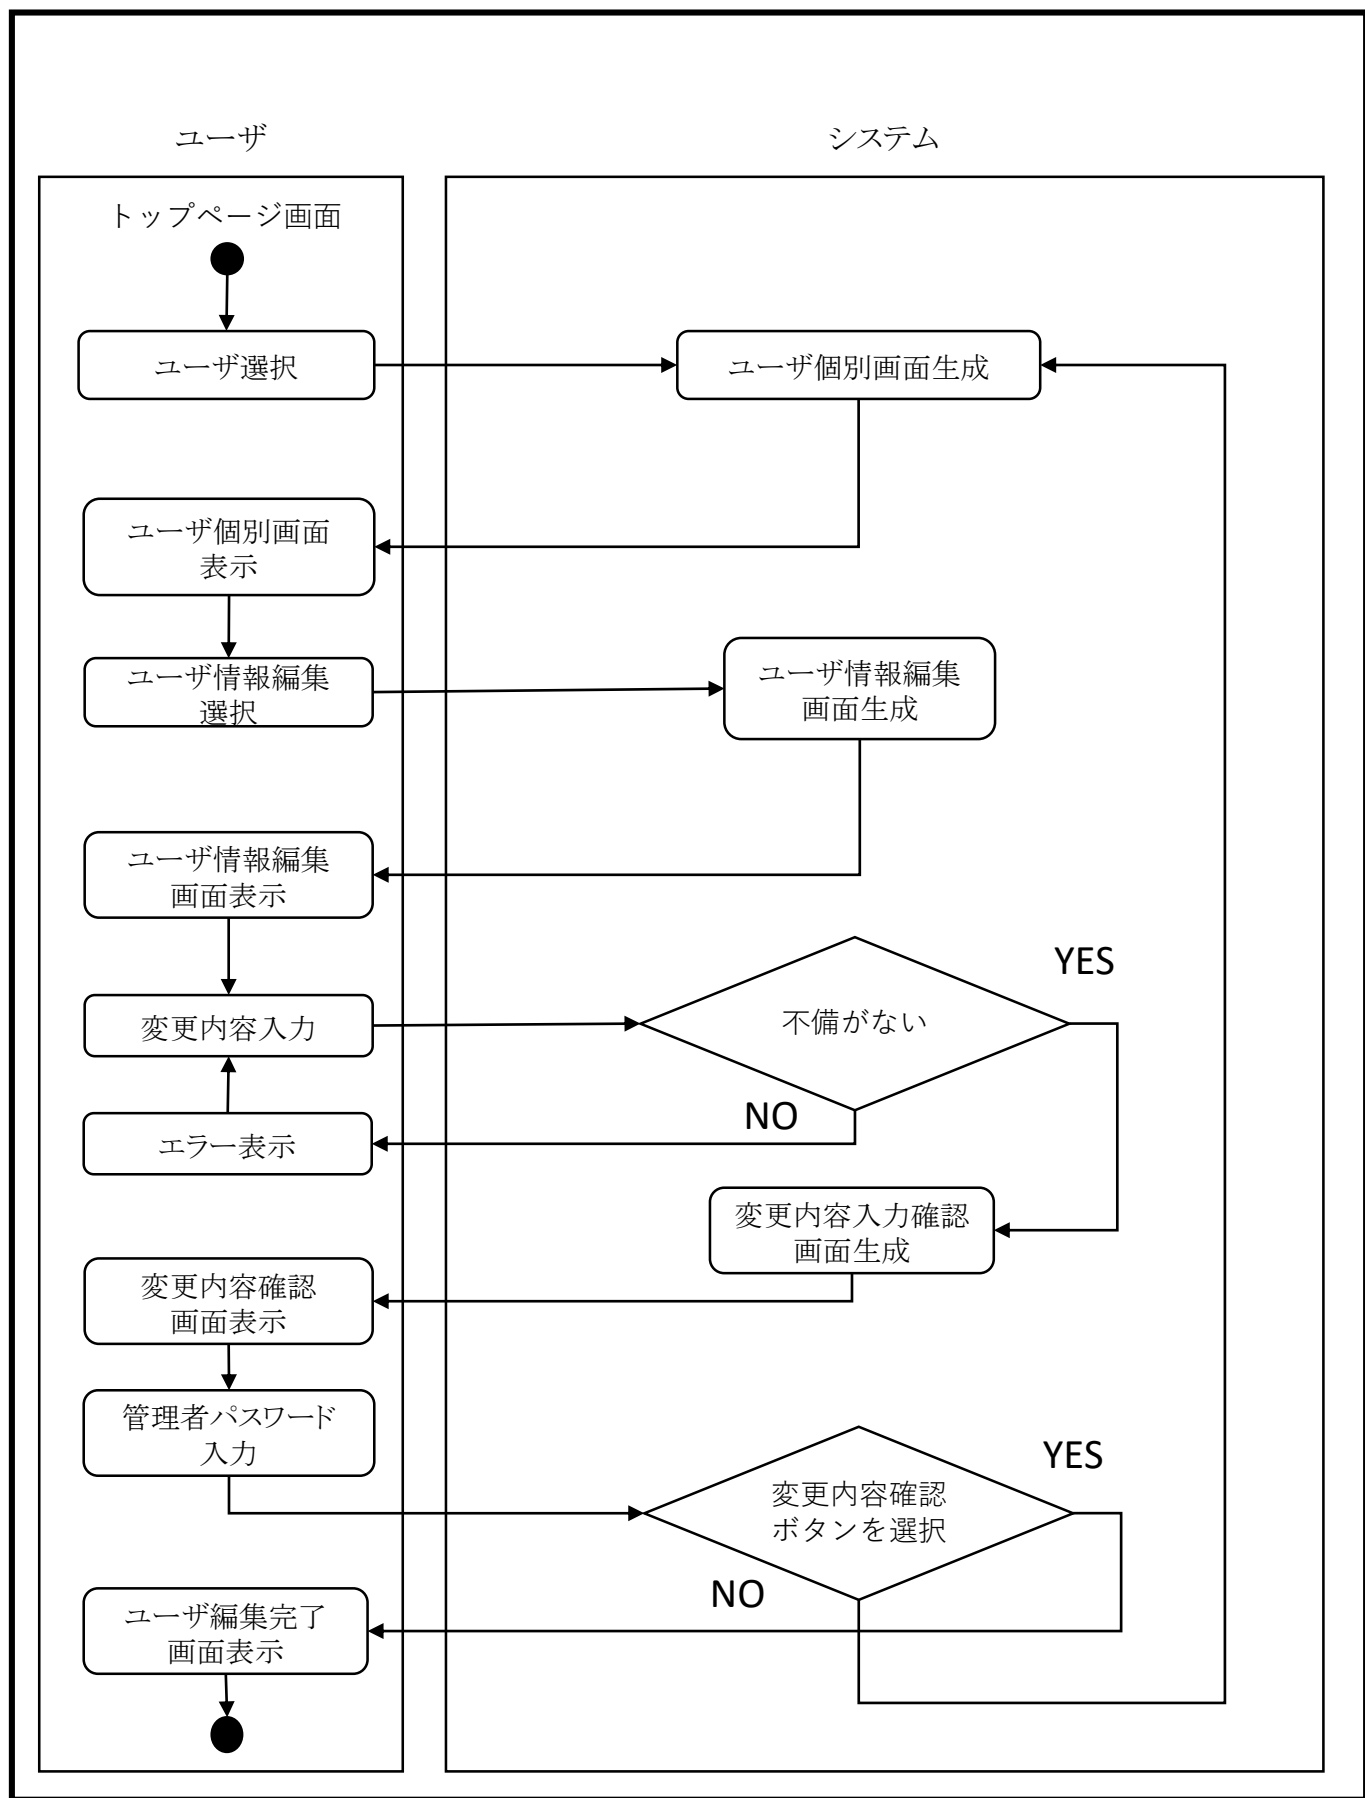 ユーザ
システム
トップページ画面
ユーザ選択
ユーザ個別画面生成
ユーザ個別画面
表示
ユーザ情報編集
選択
ユーザ情報編集
画面生成
ユーザ情報編集
画面表示
YES
不備がない
変更内容入力
NO
エラー表示
変更内容入力確認
画面生成
変更内容確認
画面表示
管理者パスワード
入力
YES
変更内容確認
ボタンを選択
NO
ユーザ編集完了
画面表示